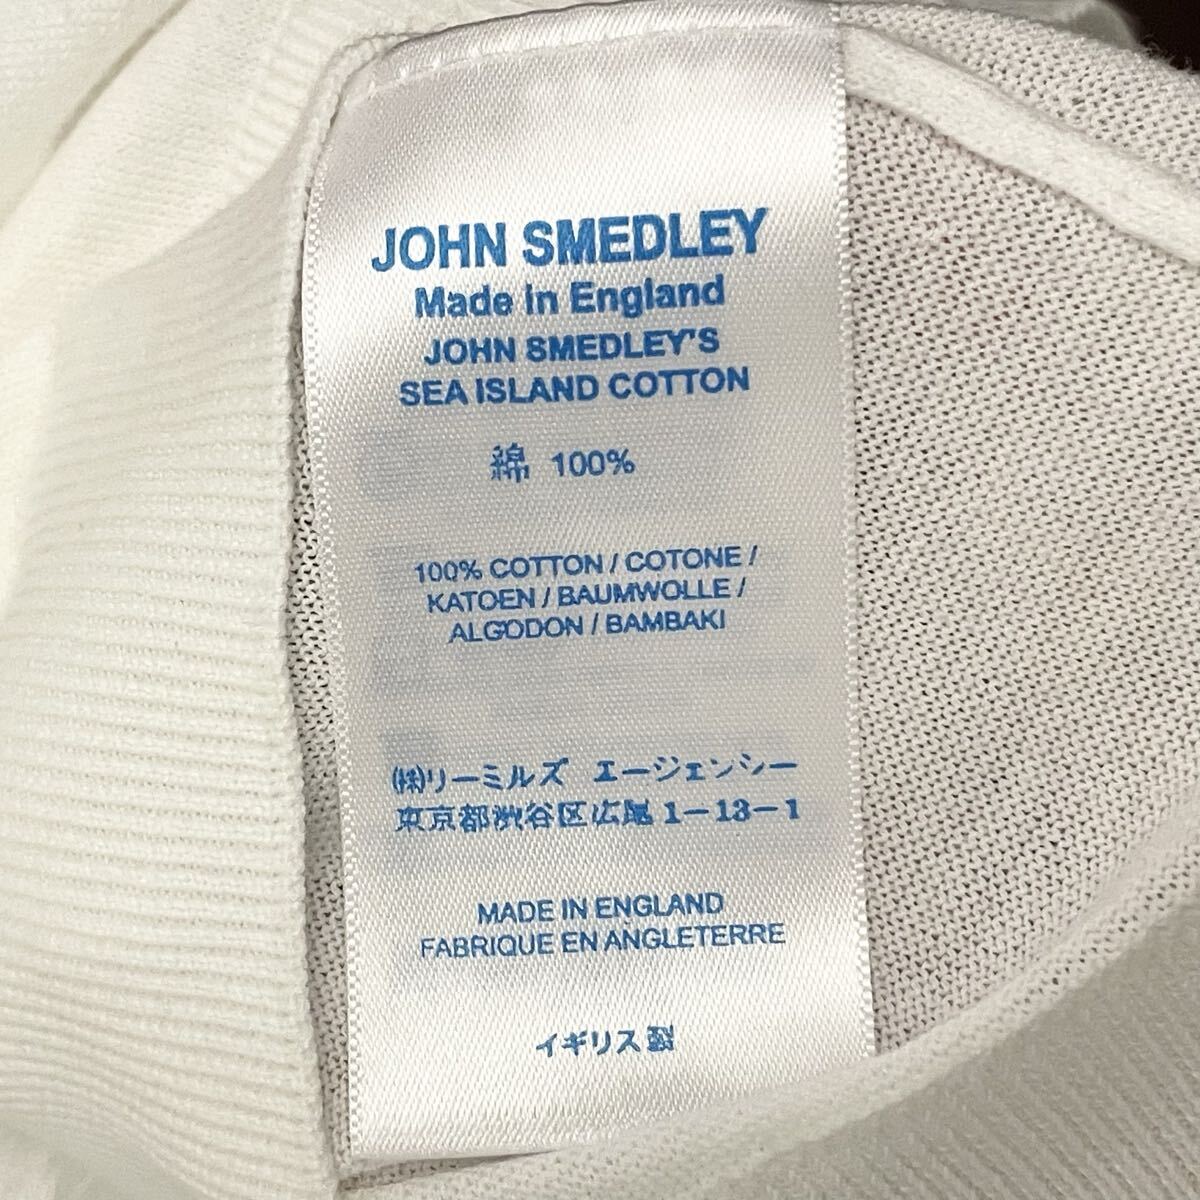 JOHN SMEDLEY
Made in England
JOHN SMEDLEY'S
SEA ISLAND COTTON
綿 100%
100% COTTON / COTONE /
KATOEN / BAUMWOLLE /
ALGODON / BAMBAKI
(株)リーミルズ エージェンシー
東京都渋谷区広尾1-13-1
MADE IN ENGLAND
FABRIQUE EN ANGLETERRE
イギリス製